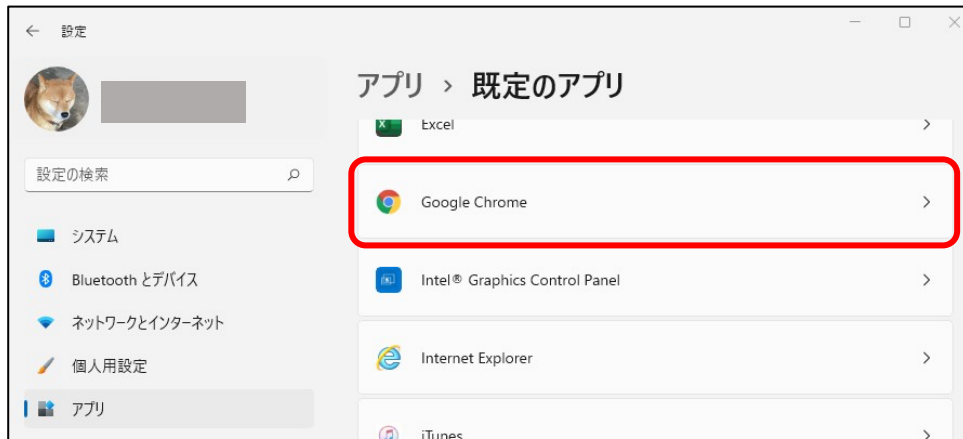 設定
アプリ › 既定のアプリ
設定の検索
システム
Bluetooth とデバイス
ネットワークとインターネット
個人用設定
アプリ
Excel
Google Chrome
Intel® Graphics Control Panel
Internet Explorer
iTunes